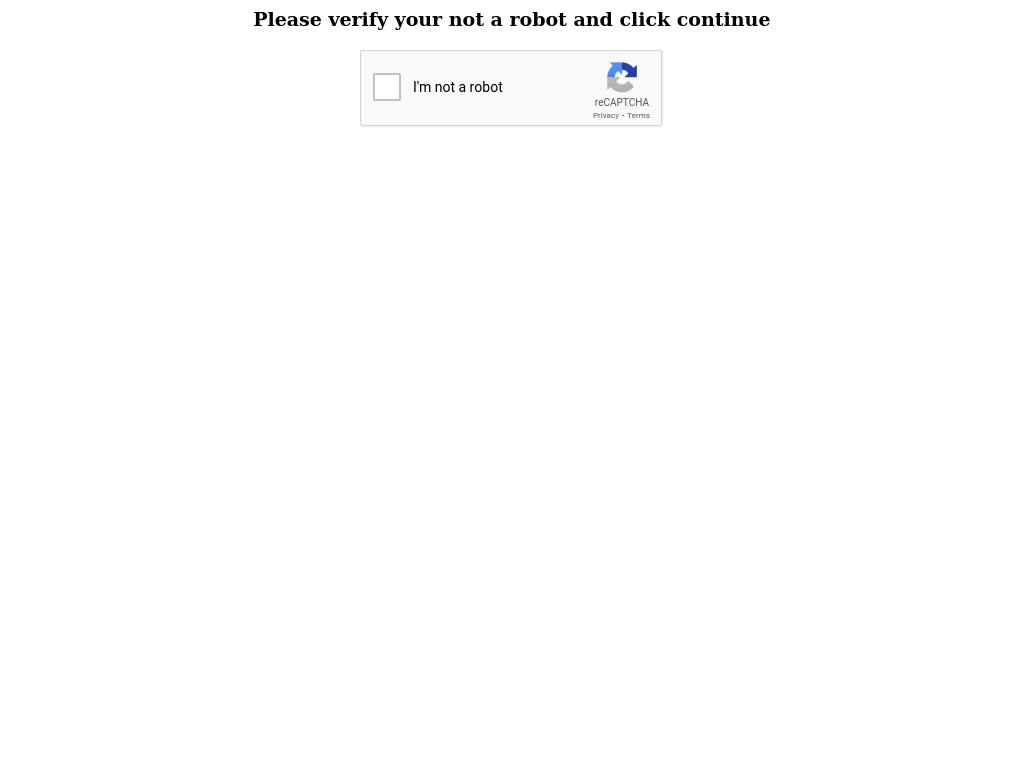 Please verify your not a robot and click continue
I'm not a robot
reCAPTCHA
Privacy - Terms